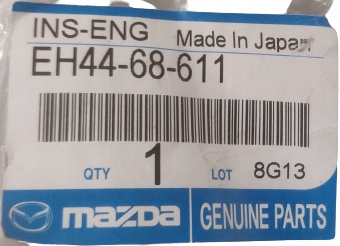 INS-ENG Made In Japan
EH44-68-611
QTY 1 LOT 8G13
mazda GENUINE PARTS